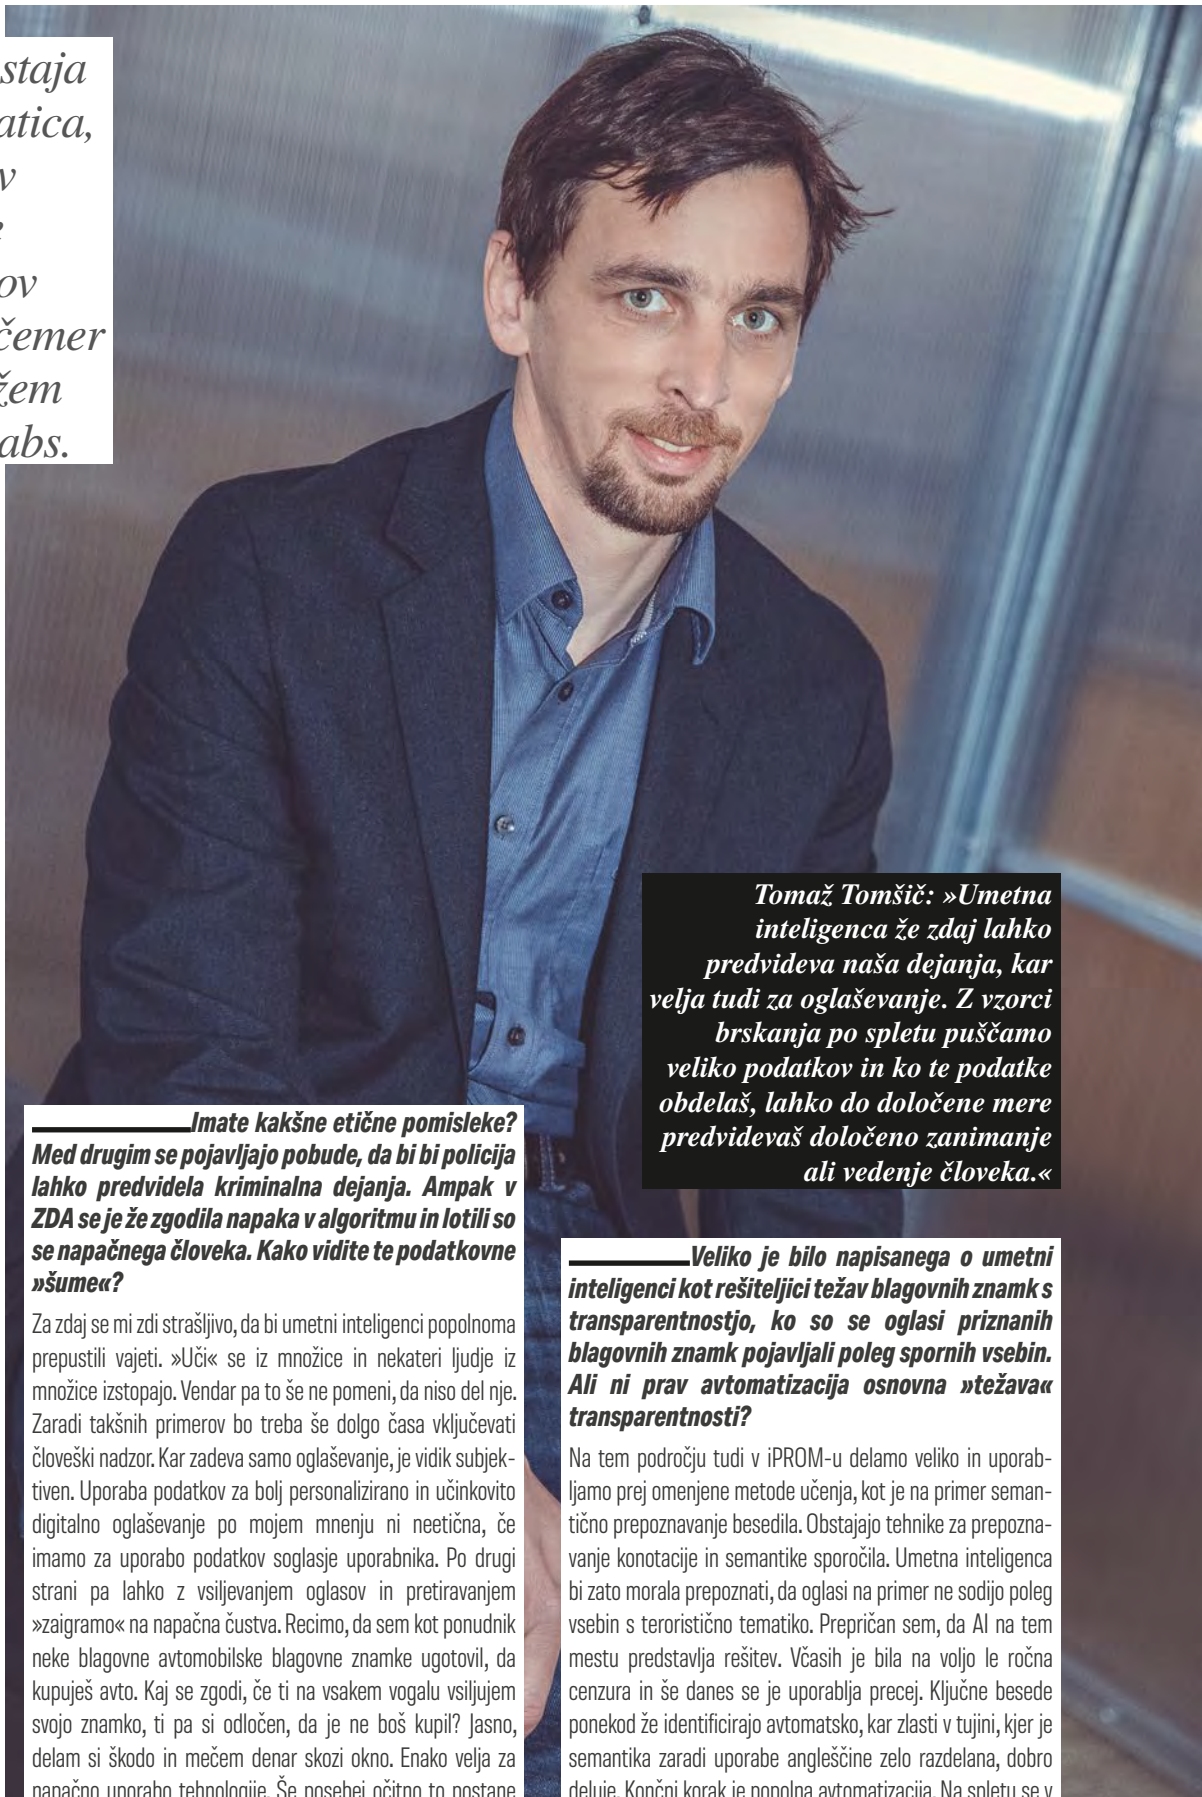 staja
atica,
v
ov
čemer
žem
abs.
Tomaž Tomšič: »Umetna
inteligenca že zdaj lahko
predvideva naša dejanja, kar
velja tudi za oglaševanje. Z vzorci
brskanja po spletu puščamo
veliko podatkov in ko te podatke
obdelaš, lahko do določene mere
predvidevaš določeno zanimanje
ali vedenje človeka.«
Imate kakšne etične pomisleke?
Med drugim se pojavljajo pobude, da bi bi policija
lahko predvidela kriminalna dejanja. Ampak v
ZDA se je že zgodila napaka v algoritmu in lotili so
se napačnega človeka. Kako vidite te podatkovne
»šume«?
Za zdaj se mi zdi strašljivo, da bi umetni inteligenci popolnoma
prepustili vajeti. »Uči« se iz množice in nekateri ljudje iz
množice izstopajo. Vendar pa to še ne pomeni, da niso del nje.
Zaradi takšnih primerov bo treba še dolgo časa vključevati
človeški nadzor. Kar zadeva samo oglaševanje, je vidik subjek-
tiven. Uporaba podatkov za bolj personalizirano in učinkovito
digitalno oglaševanje po mojem mnenju ni neetična, če
imamo za uporabo podatkov soglasje uporabnika. Po drugi
strani pa lahko z vsiljevanjem oglasov in pretiravanjem
»zaigramo« na napačna čustva. Recimo, da sem kot ponudnik
neke blagovne avtomobilske blagovne znamke ugotovil, da
kupuješ avto. Kaj se zgodi, če ti na vsakem vogalu vsiljujem
svojo znamko, ti pa si odločen, da je ne boš kupil? Jasno,
delam si škodo in mečem denar skozi okno. Enako velja za
napačno uporabo tehnologije. Še posebej očitno to postane
Veliko je bilo napisanega o umetni
inteligenci kot rešiteljici težav blagovnih znamk s
transparentnostjo, ko so se oglasi priznanih
blagovnih znamk pojavljali poleg spornih vsebin.
Ali ni prav avtomatizacija osnovna »težava«
transparentnosti?
Na tem področju tudi v iPROM-u delamo veliko in uporab-
ljamo prej omenjene metode učenja, kot je na primer seman-
tično prepoznavanje besedila. Obstajajo tehnike za prepozna-
vanje konotacije in semantike sporočila. Umetna inteligenca
bi zato morala prepoznati, da oglasi na primer ne sodijo poleg
vsebin s teroristično tematiko. Prepričan sem, da AI na tem
mestu predstavlja rešitev. Včasih je bila na voljo le ročna
cenzura in še danes se je uporablja precej. Ključne besede
ponekod že identificirajo avtomatsko, kar zlasti v tujini, kjer je
semantika zaradi uporabe angleščine zelo razdelana, dobro
deluje. Končni korak je popolna avtomatizacija. Na spletu se v